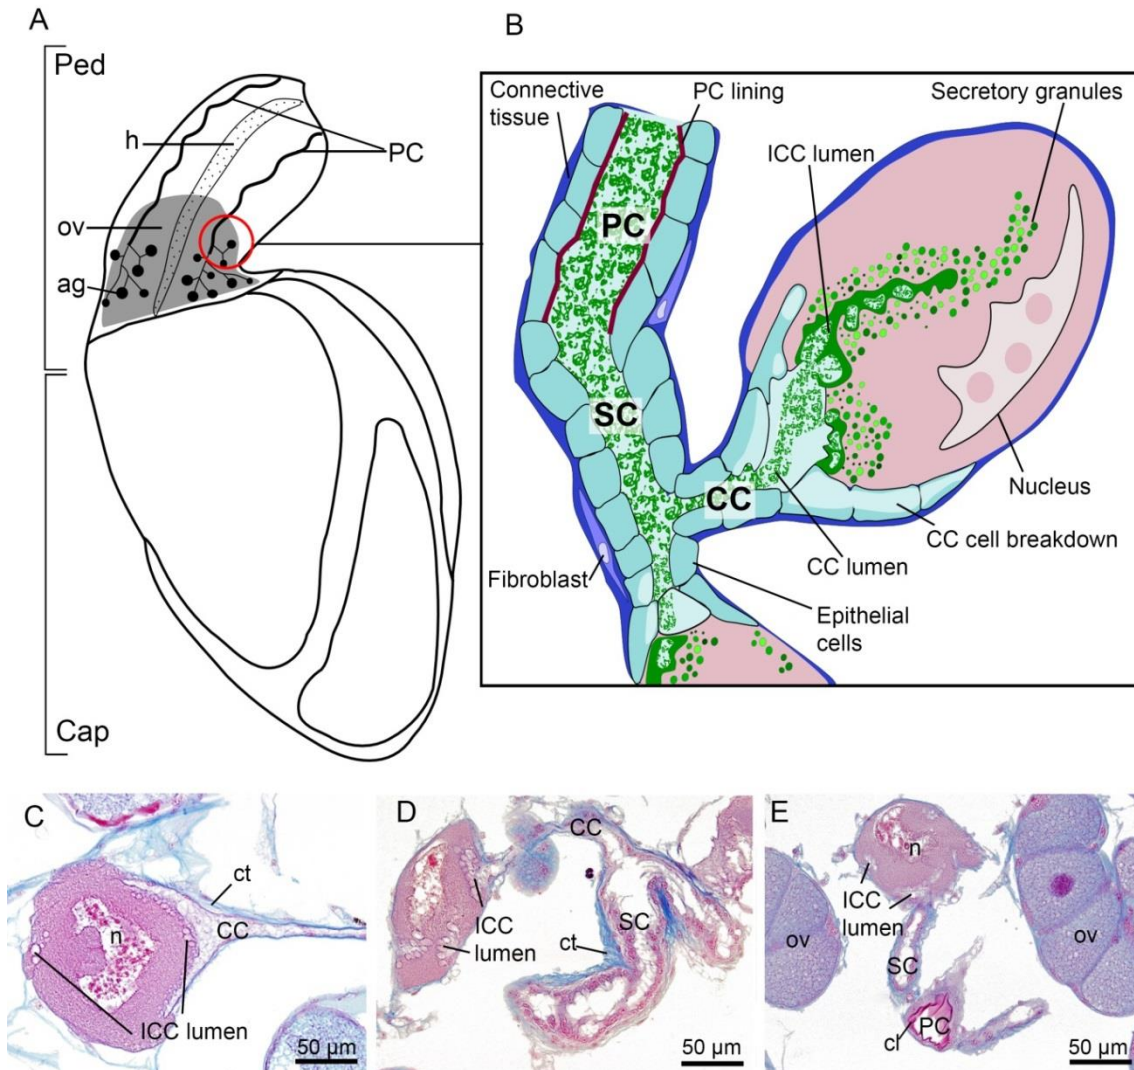 A
Ped
h
PC
ov
ag
Cap
B
Connective
tissue
PC lining
Secretory granules
ICC lumen
PC
SC
CC
Nucleus
CC cell breakdown
CC lumen
Fibroblast
Epithelial
cells
C
ct
CC
n
ICC lumen
50 µm
D
CC
SC
ICC
lumen
ct
50 µm
E
n
ICC
lumen
ov
ov
SC
PC
cl
50 µm